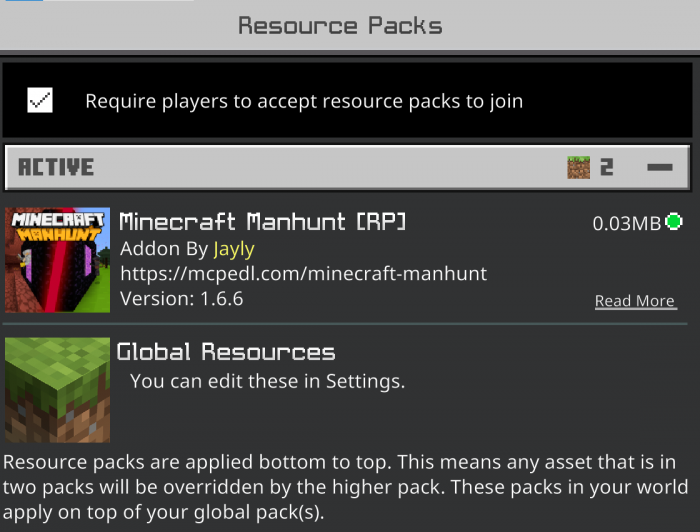 Resource Packs
Require players to accept resource packs to join
ACTIVE 2
MINECRAFT
MANHUNT
Minecraft Manhunt [RP]
0.03MB
Addon By Jayly
https://mcpedl.com/minecraft-manhunt
Version: 1.6.6
Read More
Global Resources
You can edit these in Settings.
Resource packs are applied bottom to top. This means any asset that is in
two packs will be overridden by the higher pack. These packs in your world
apply on top of your global pack(s).